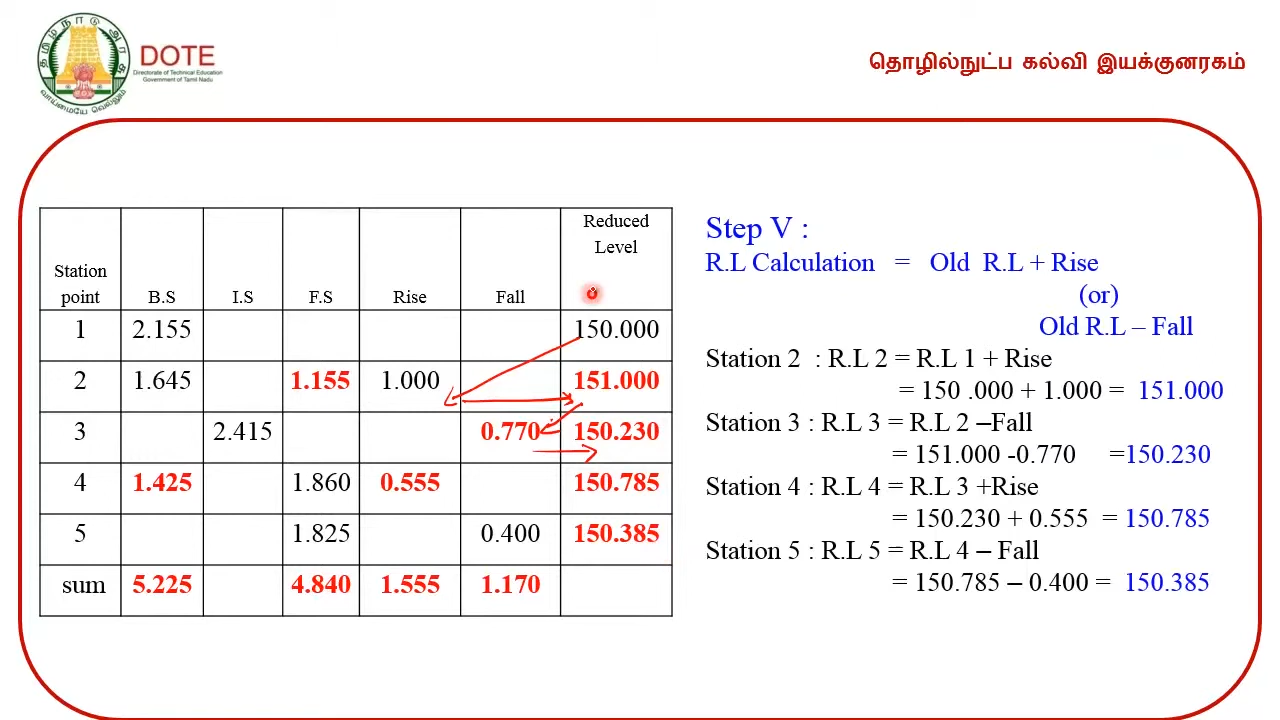 தமிழ்நாடு அரசு
வாய்மையே வெல்லும்
DOTE
Directorate of Technical Education
Government of Tamil Nadu
தொழில்நுட்ப கல்வி இயக்குனரகம்
Station point B.S I.S F.S Rise Fall Reduced Level
1 2.155 150.000
2 1.645 1.155 1.000 151.000
3 2.415 0.770 150.230
4 1.425 1.860 0.555 150.785
5 1.825 0.400 150.385
sum 5.225 4.840 1.555 1.170
Step V :
R.L Calculation = Old R.L + Rise
(or)
Old R.L – Fall
Station 2 : R.L 2 = R.L 1 + Rise
= 150 .000 + 1.000 = 151.000
Station 3 : R.L 3 = R.L 2 –Fall
= 151.000 -0.770 =150.230
Station 4 : R.L 4 = R.L 3 +Rise
= 150.230 + 0.555 = 150.785
Station 5 : R.L 5 = R.L 4 – Fall
= 150.785 – 0.400 = 150.385